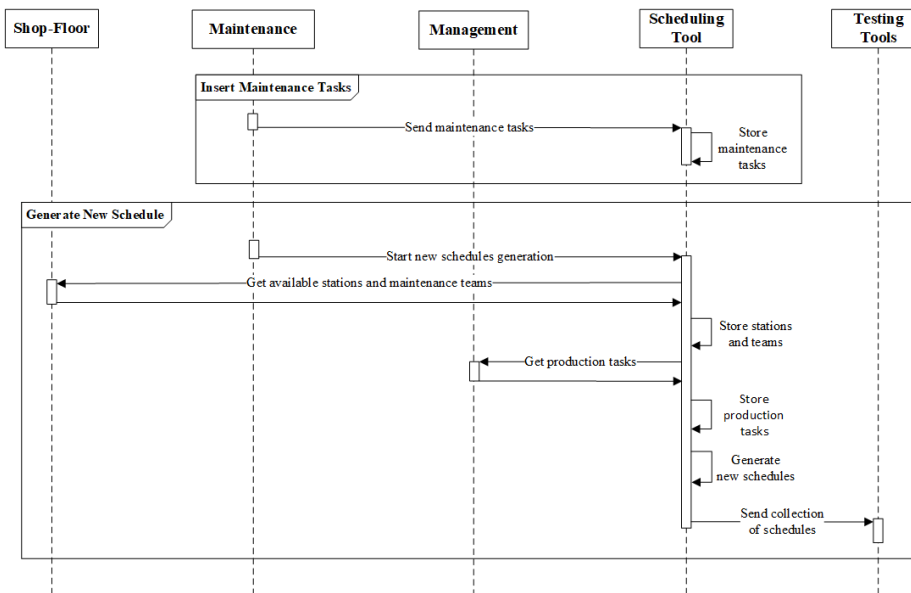 Shop-Floor
Maintenance
Management
Scheduling
Tool
Testing
Tools
Insert Maintenance Tasks
Send maintenance tasks
Store
maintenance
tasks
Generate New Schedule
Start new schedules generation
Get available stations and maintenance teams
Store stations
and teams
Get production tasks
Store
production
tasks
Generate
new schedules
Send collection
of schedules